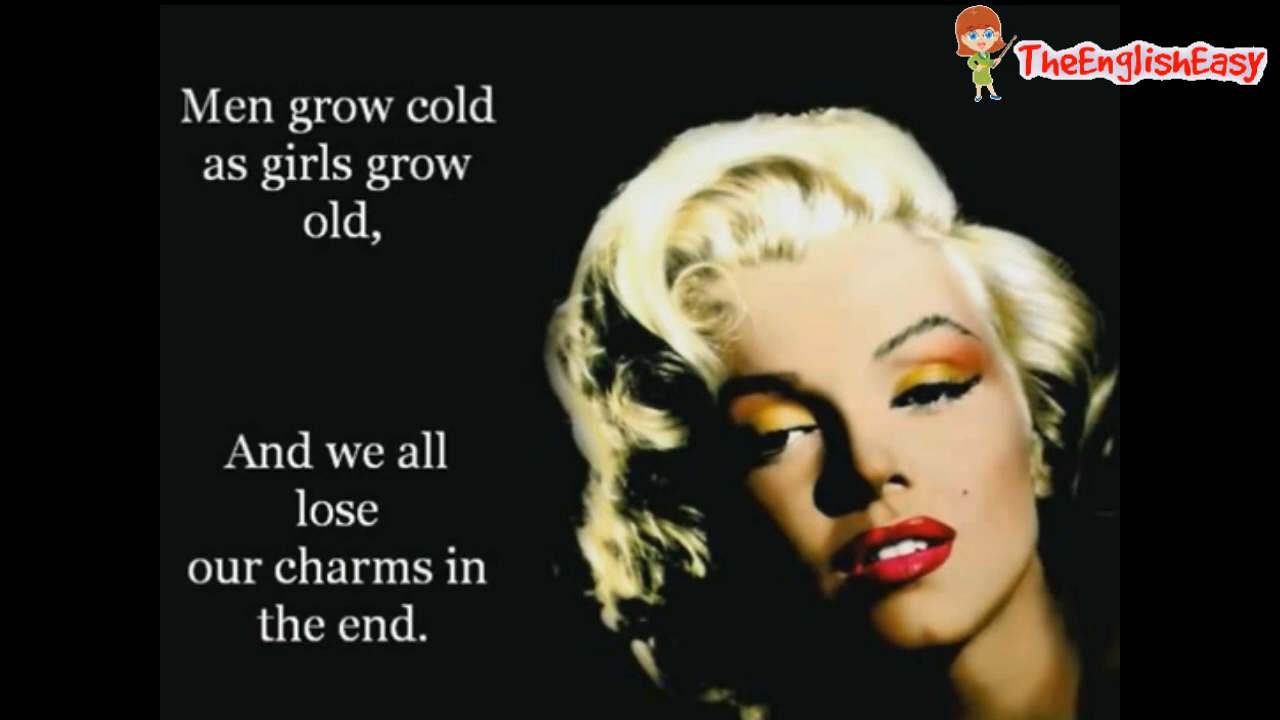 TheEnglishEasy
Men grow cold
as girls grow
old,
And we all
lose
our charms in
the end.